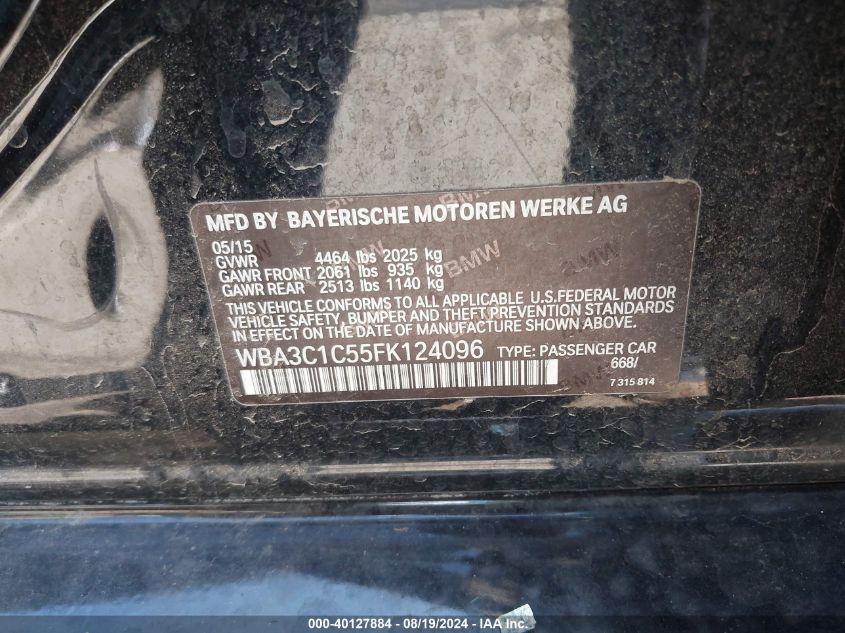 MFD BY BAYERISCHE MOTOREN WERKE AG
05/15
GVWR 4464 lbs 2025 kg
GAWR FRONT 2061 lbs 935 kg
GAWR REAR 2513 lbs 1140 kg
THIS VEHICLE CONFORMS TO ALL APPLICABLE U.S.FEDERAL MOTOR
VEHICLE SAFETY, BUMPER AND THEFT PREVENTION STANDARDS
IN EFFECT ON THE DATE OF MANUFACTURE SHOWN ABOVE.
WBA3C1C55FK124096 TYPE: PASSENGER CAR
668/
7 315 814
000-40127884 / 08/19/2024 - IAA Inc.